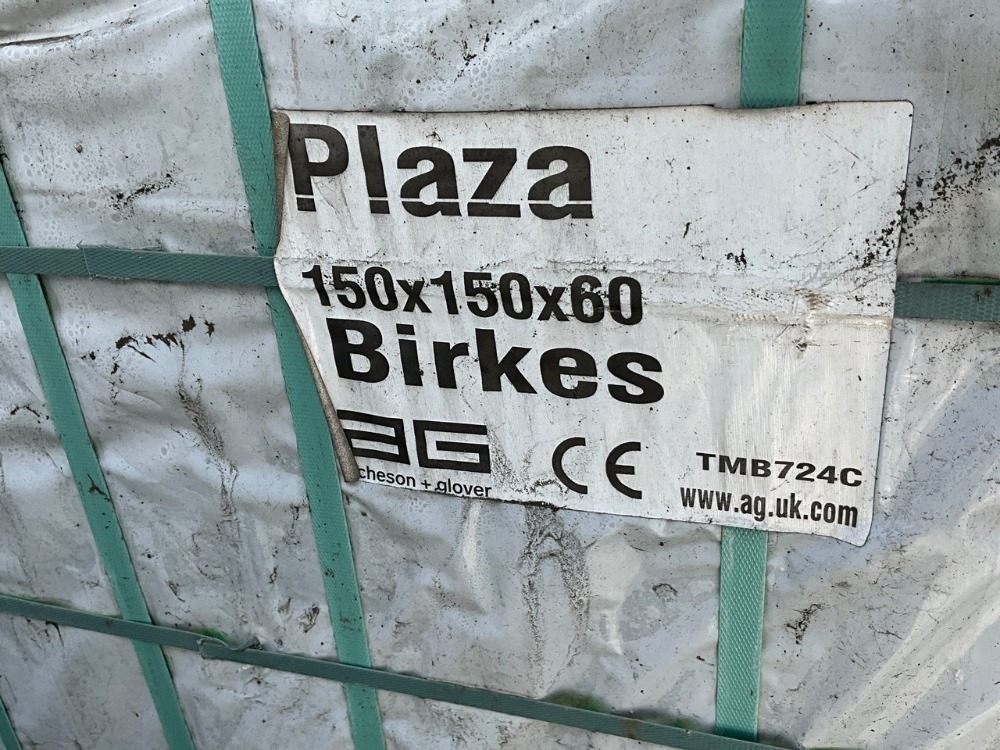 Plaza
150x150x60
Birkes
AG
cheson + glover
CE
TMB724C
www.ag.uk.com